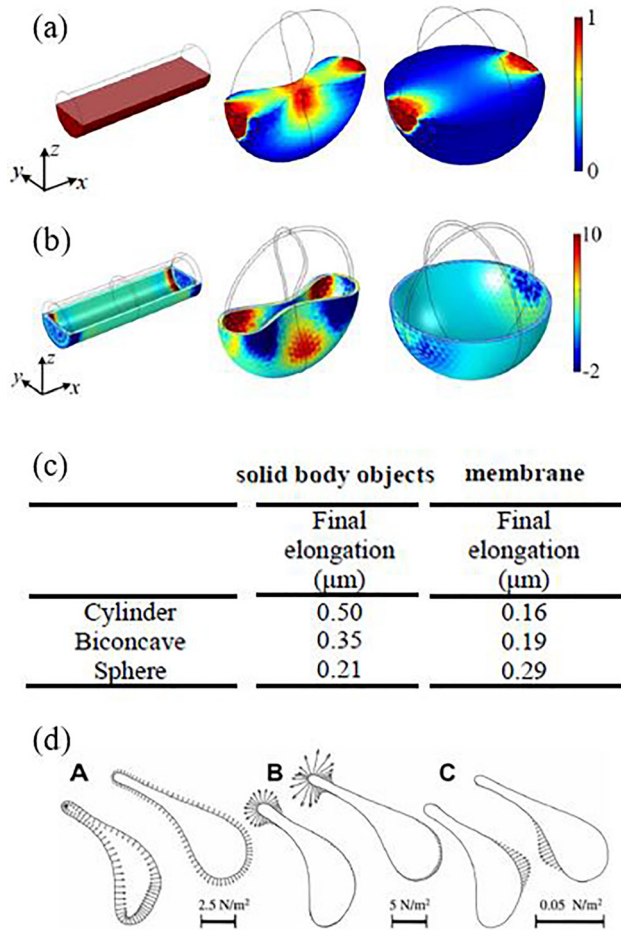 (a)
1
0
z
y
x
(b)
10
-2
z
y
x
(c)
solid body objects membrane
Final elongation (μm) Final elongation (μm)
Cylinder 0.50 0.16
Biconcave 0.35 0.19
Sphere 0.21 0.29
(d)
A B C
2.5 N/m² 5 N/m² 0.05 N/m²